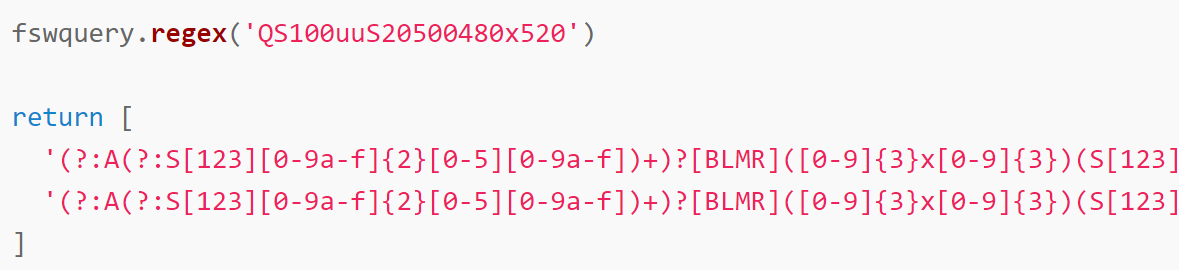 fswquery.regex('QS100uuS20500480x520')
return [
'(?:A(?:S[123][0-9a-f]{2}[0-5][0-9a-f])+)?[BLMR]([0-9]{3}x[0-9]{3})(S[123]
'(?:A(?:S[123][0-9a-f]{2}[0-5][0-9a-f])+)?[BLMR]([0-9]{3}x[0-9]{3})(S[123]
]